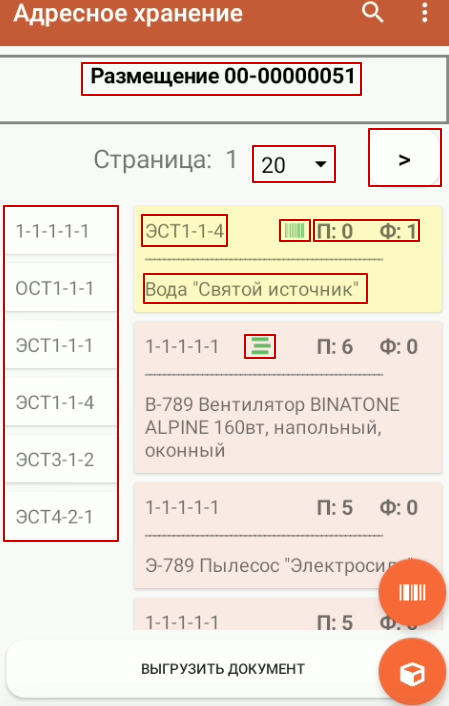 Адресное хранение
Размещение 00-00000051
Страница: 1 20 >
1-1-1-1-1
ОСТ1-1-1
ЭСТ1-1-1
ЭСТ1-1-4
ЭСТ3-1-2
ЭСТ4-2-1
ЭСТ1-1-4 П: 0 Ф: 1
Вода "Святой источник"
1-1-1-1-1 П: 6 Ф: 0
В-789 Вентилятор BINATONE
ALPINE 160вт, напольный,
оконный
1-1-1-1-1 П: 5 Ф: 0
Э-789 Пылесос
1-1-1-1-1 П: 5
ВЫГРУЗИТЬ ДОКУМЕНТ